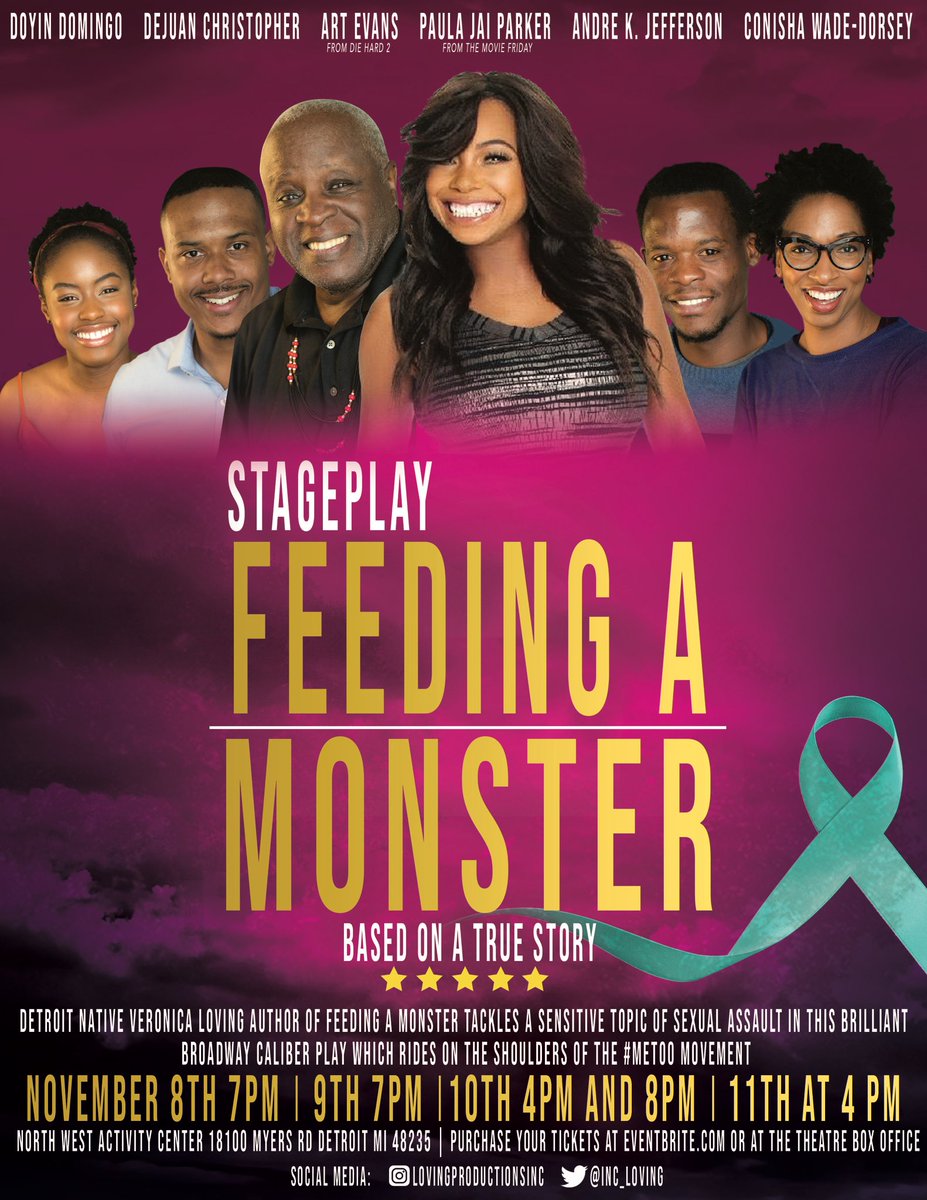 DOYIN DOMINGO DEJUAN CHRISTOPHER ART EVANS PAULA JAI PARKER ANDRE K. JEFFERSON CONISHA WADE-DORSEY
FROM DIE HARD 2 FROM THE MOVIE FRIDAY
STAGEPLAY
FEEDING A
MONSTER
BASED ON A TRUE STORY
DETROIT NATIVE VERONICA LOVING AUTHOR OF FEEDING A MONSTER TACKLES A SENSITIVE TOPIC OF SEXUAL ASSAULT IN THIS BRILLIANT
BROADWAY CALIBER PLAY WHICH RIDES ON THE SHOULDERS OF THE #METOO MOVEMENT
NOVEMBER 8TH 7PM | 9TH 7PM | 10TH 4PM AND 8PM | 11TH AT 4 PM
NORTH WEST ACTIVITY CENTER 18100 MYERS RD DETROIT MI 48235 | PURCHASE YOUR TICKETS AT EVENTBRITE.COM OR AT THE THEATRE BOX OFFICE
SOCIAL MEDIA: LOVINGPRODUCTIONSINC @INC_LOVING